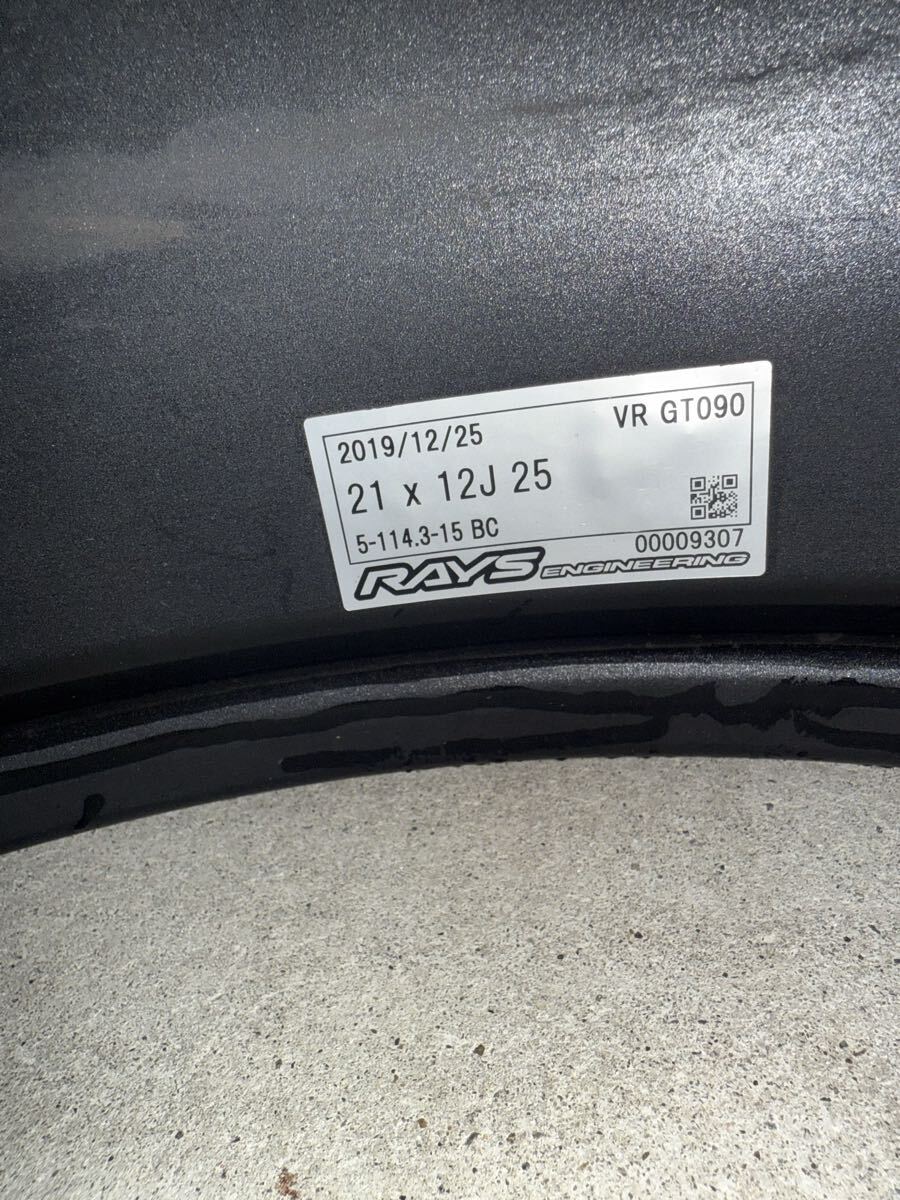 2019/12/25 VR GT090
21 x 12J 25
5-114.3-15 BC 00009307
RAYS ENGINEERING